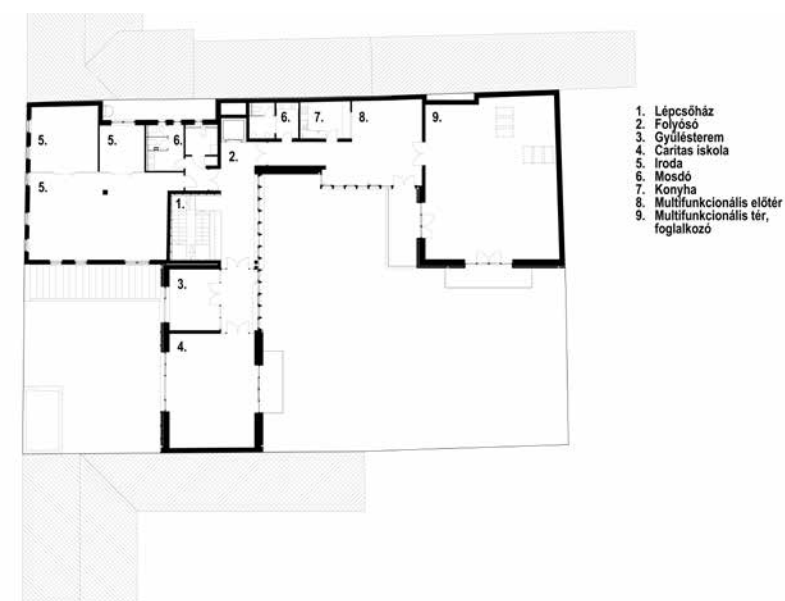 5.
5.
6.
2.
6.
7.
8.
9.
5.
1.
3.
4.
1. Lépcsőház
2. Folyósó
3. Gyűlésterem
4. Caritas iskola
5. Iroda
6. Mosdó
7. Konyha
8. Multifunkcionális előtér
9. Multifunkcionális tér,
foglalkozó